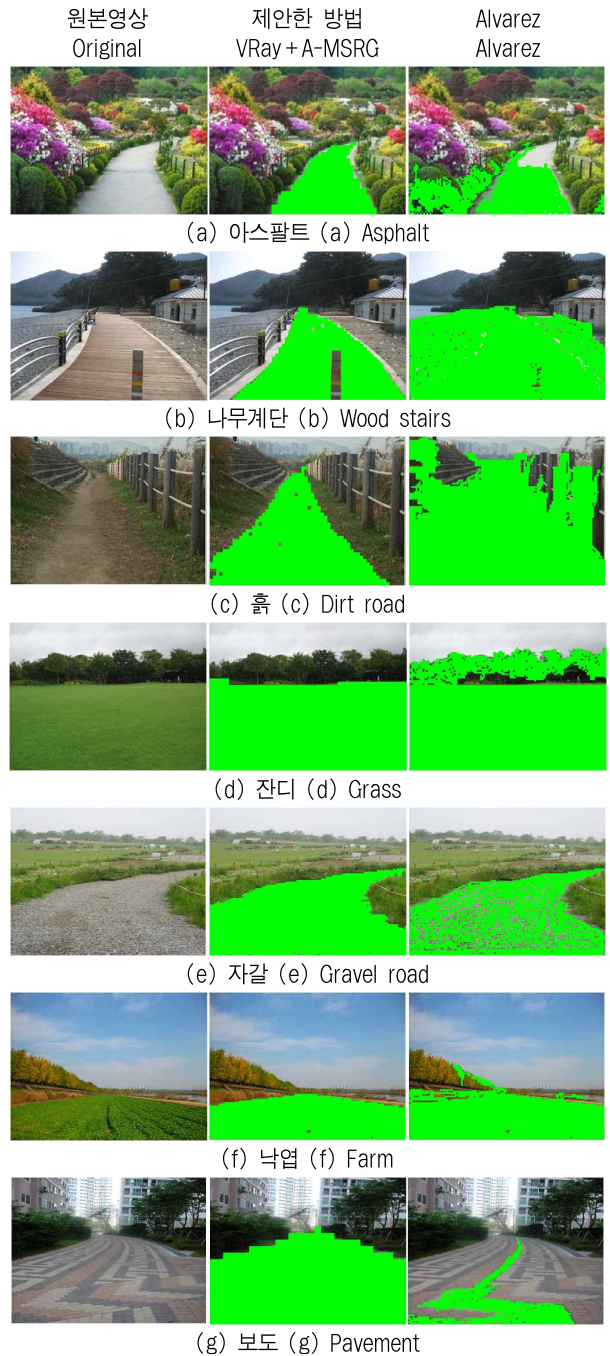 원본영상 제안한 방법 Alvarez
Original VRay+A-MSRG Alvarez
(a) 아스팔트 (a) Asphalt
(b) 나무계단 (b) Wood stairs
(c) 흙 (c) Dirt road
(d) 잔디 (d) Grass
(e) 자갈 (e) Gravel road
(f) 낙엽 (f) Farm
(g) 보도 (g) Pavement